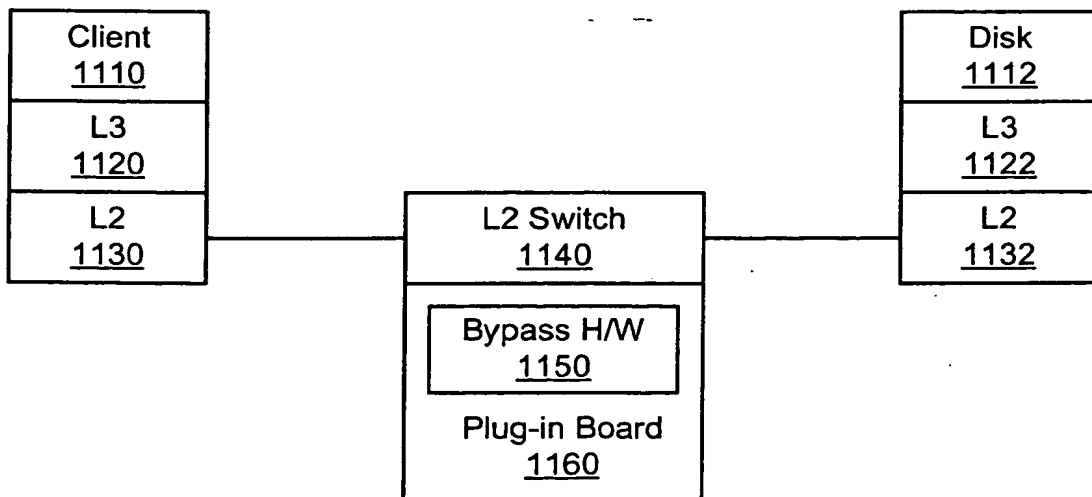 Client
1110
L3
1120
L2
1130
L2 Switch
1140
Bypass H/W
1150
Plug-in Board
1160
Disk
1112
L3
1122
L2
1132